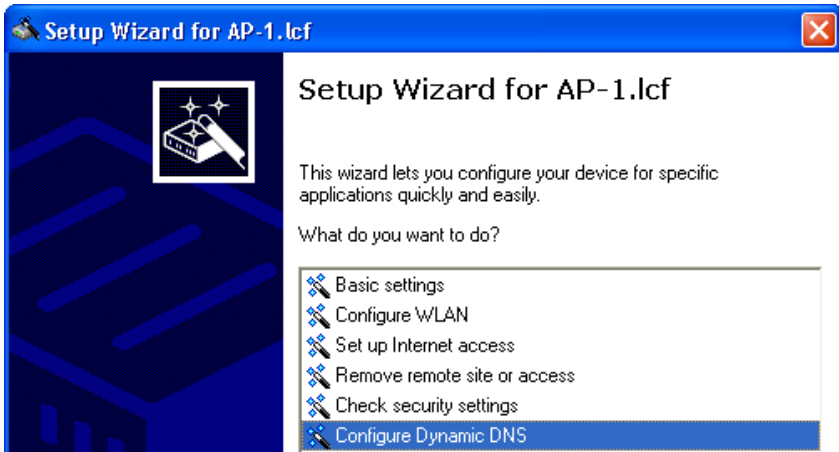 Setup Wizard for AP-1.lcf
Setup Wizard for AP-1.lcf
This wizard lets you configure your device for specific
applications quickly and easily.
What do you want to do?
Basic settings
Configure WLAN
Set up Internet access
Remove remote site or access
Check security settings
Configure Dynamic DNS